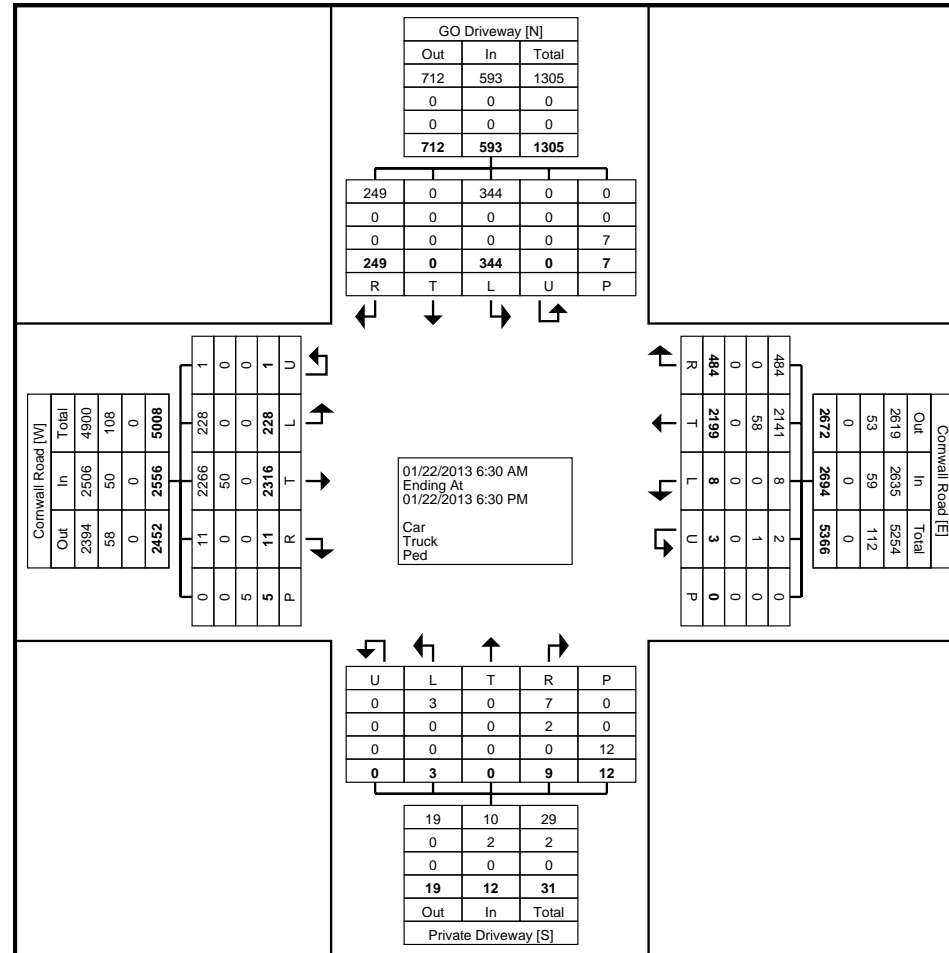 GO Driveway [N]
Out In Total
712 593 1305
0 0 0
0 0 0
712 593 1305
249 0 344 0 0
0 0 0 0 0
0 0 0 0 7
249 0 344 0 7
R T L U P
Cornwall Road [W]
Total 4900 108 0 5008
In 2506 50 0 2556
Out 2394 58 0 2452
1 0 0 1 U
228 0 0 228 L
2266 50 0 2316 T
11 0 0 11 R
0 0 5 5 P
01/22/2013 6:30 AM
Ending At
01/22/2013 6:30 PM
Car
Truck
Ped
R 484 0 0 484
T 2199 0 58 2141
L 8 0 0 8
U 3 0 1 2
P 0 0 0 0
2672 0 53 2619 Out
2694 0 59 2635 In
5366 0 112 5254 Total
Cornwall Road [E]
U L T R P
0 3 0 7 0
0 0 0 2 0
0 0 0 0 12
0 3 0 9 12
19 10 29
0 2 2
0 0 0
19 12 31
Out In Total
Private Driveway [S]